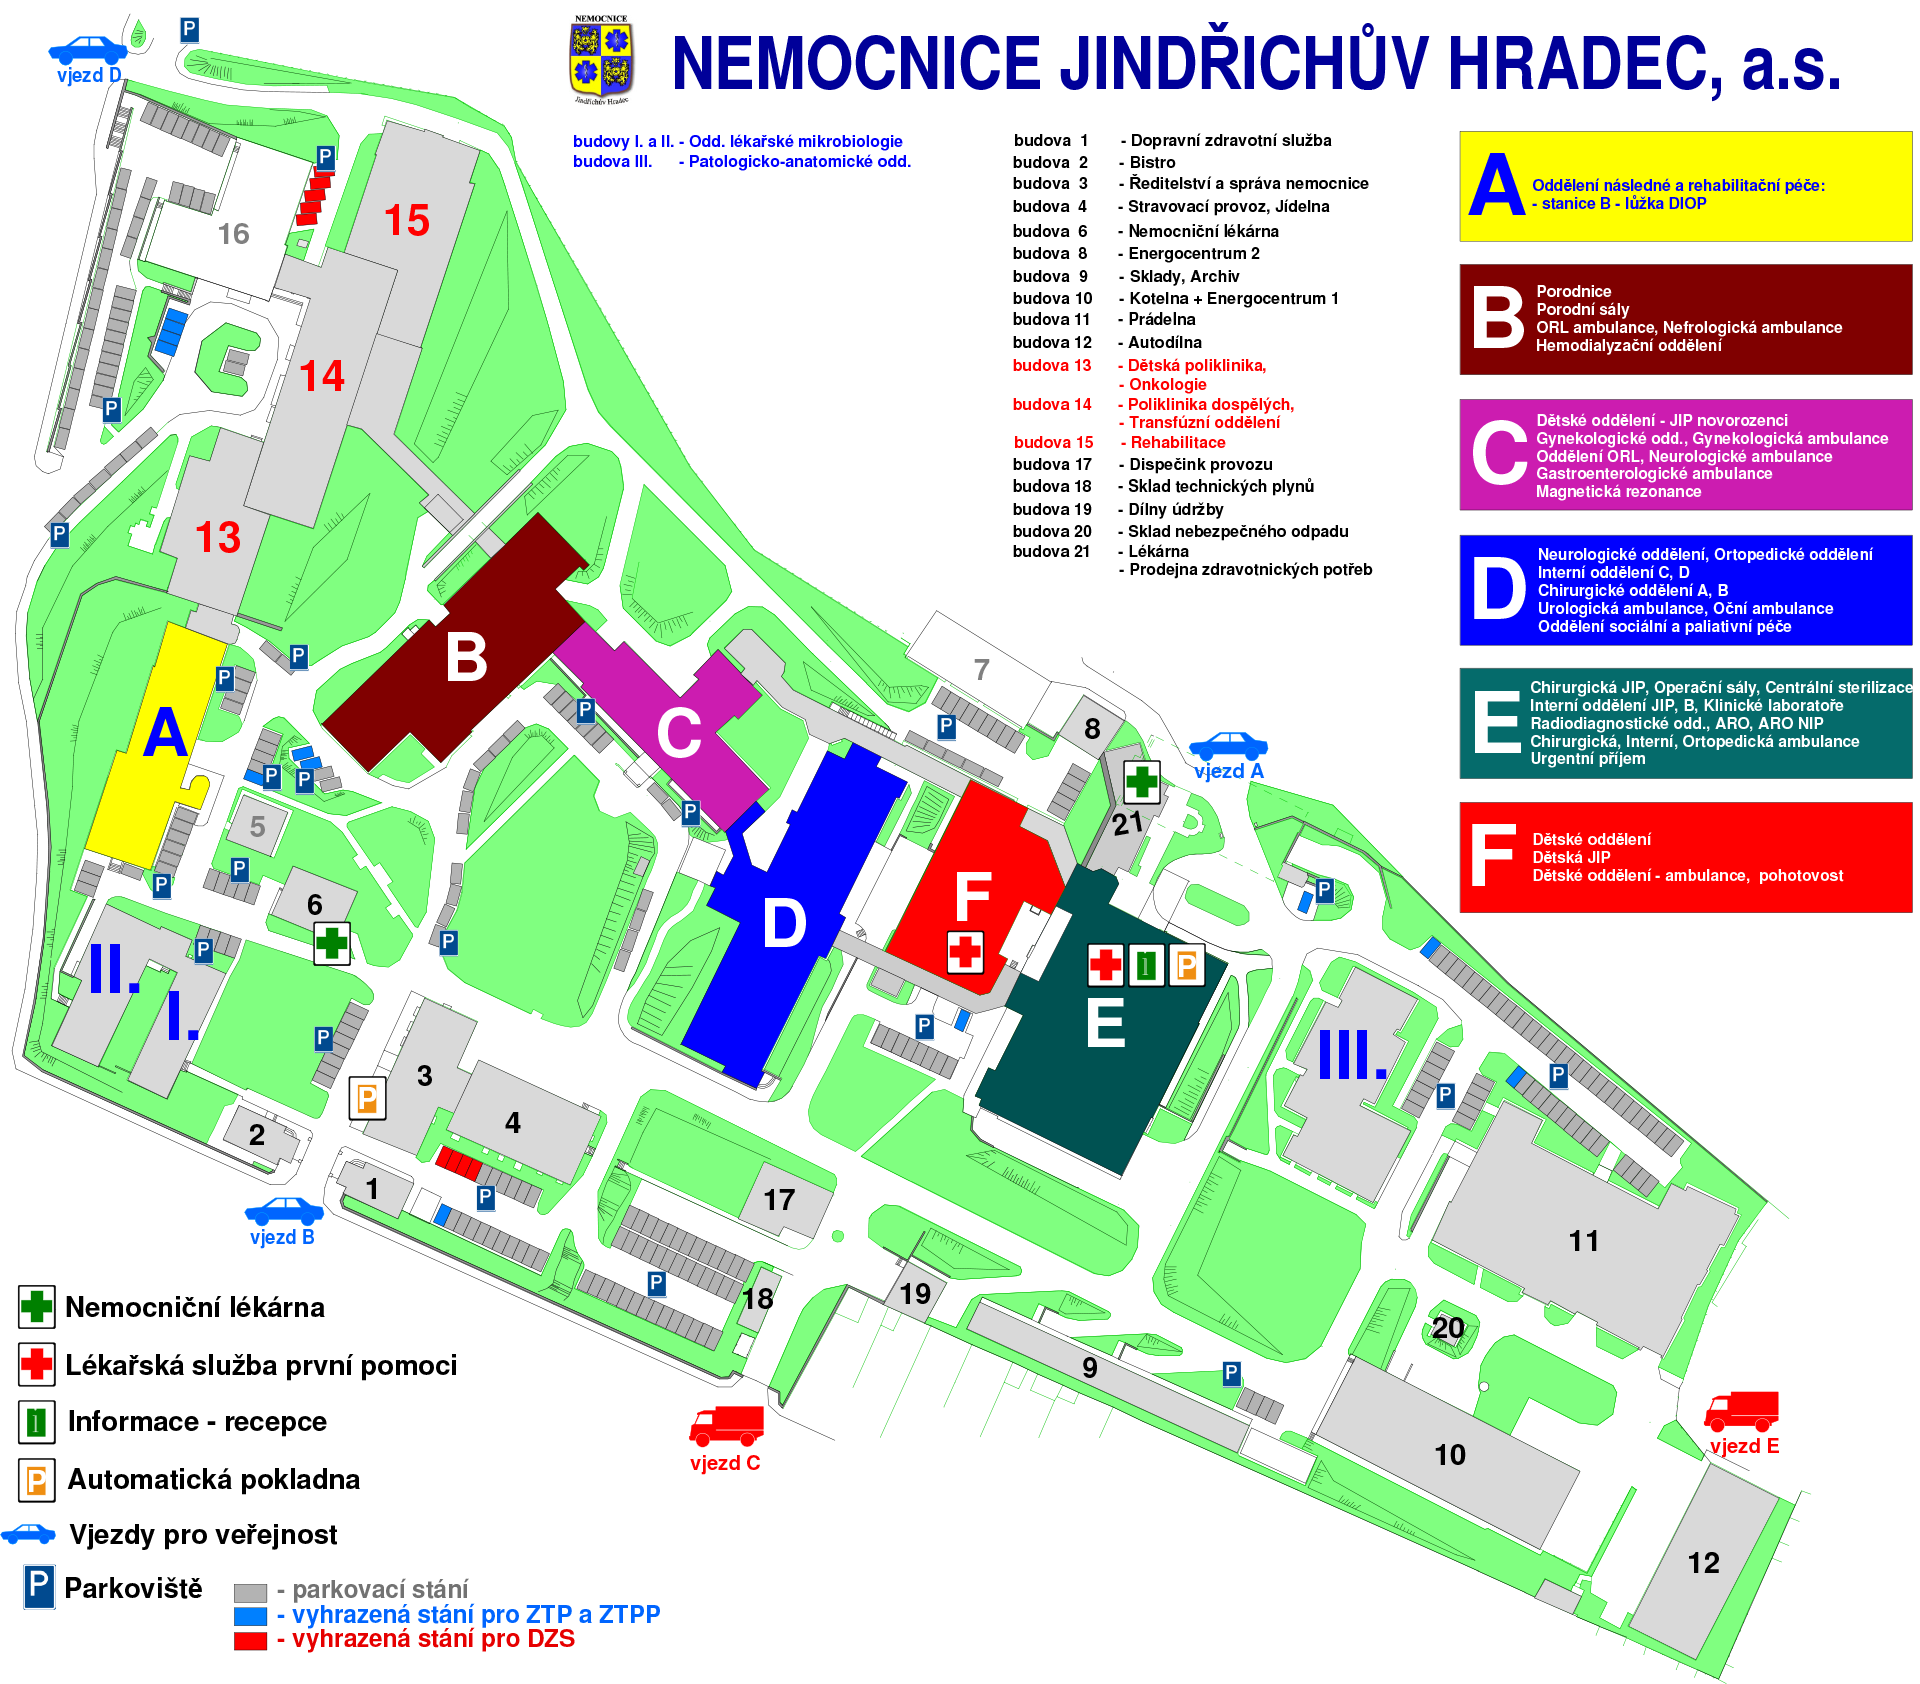 NEMOCNICE
Jindřichův Hradec
NEMOCNICE JINDŘICHŮV HRADEC, a.s.
vjezd D
P
budovy I. a II. - Odd. lékařské mikrobiologie
budova III. - Patologicko-anatomické odd.
budova 1 - Dopravní zdravotní služba
budova 2 - Bistro
budova 3 - Ředitelství a správa nemocnice
budova 4 - Stravovací provoz, Jídelna
budova 6 - Nemocniční lékárna
budova 8 - Energocentrum 2
budova 9 - Sklady, Archiv
budova 10 - Kotelna + Energocentrum 1
budova 11 - Prádelna
budova 12 - Autodílna
budova 13 - Dětská poliklinika,
- Onkologie
budova 14 - Poliklinika dospělých,
- Transfúzní oddělení
budova 15 - Rehabilitace
budova 17 - Dispečink provozu
budova 18 - Sklad technických plynů
budova 19 - Dílny údržby
budova 20 - Sklad nebezpečného odpadu
budova 21 - Lékárna
- Prodejna zdravotnických potřeb
A
Oddělení následné a rehabilitační péče:
- stanice B - lůžka DIOP
B
Porodnice
Porodní sály
ORL ambulance, Nefrologická ambulance
Hemodialyzační oddělení
C
Dětské oddělení - JIP novorozenci
Gynekologické odd., Gynekologická ambulance
Oddělení ORL, Neurologické ambulance
Gastroenterologické ambulance
Magnetická rezonance
D
Neurologické oddělení, Ortopedické oddělení
Interní oddělení C, D
Chirurgické oddělení A, B
Urologická ambulance, Oční ambulance
Oddělení sociální a paliativní péče
E
Chirurgická JIP, Operační sály, Centrální sterilizace
Interní oddělení JIP, B, Klinické laboratoře
Radiodiagnostické odd., ARO, ARO NIP
Chirurgická, Interní, Ortopedická ambulance
Urgentní příjem
F
Dětské oddělení
Dětská JIP
Dětské oddělení - ambulance, pohotovost
P
15
16
14
P
13
P
P
B
7
P
A
P
C
P
8
vjezd A
P
P
5
P
21
P
6
F
D
P
P
II.
P
P
I.
E
P
P
III.
P
3
P
P
P
4
2
1
P
17
vjezd B
11
P
18
19
20
9
P
10
vjezd C
vjezd E
12
Nemocniční lékárna
Lékařská služba první pomoci
Informace - recepce
P Automatická pokladna
Vjezdy pro veřejnost
P Parkoviště
- parkovací stání
- vyhrazená stání pro ZTP a ZTPP
- vyhrazená stání pro DZS